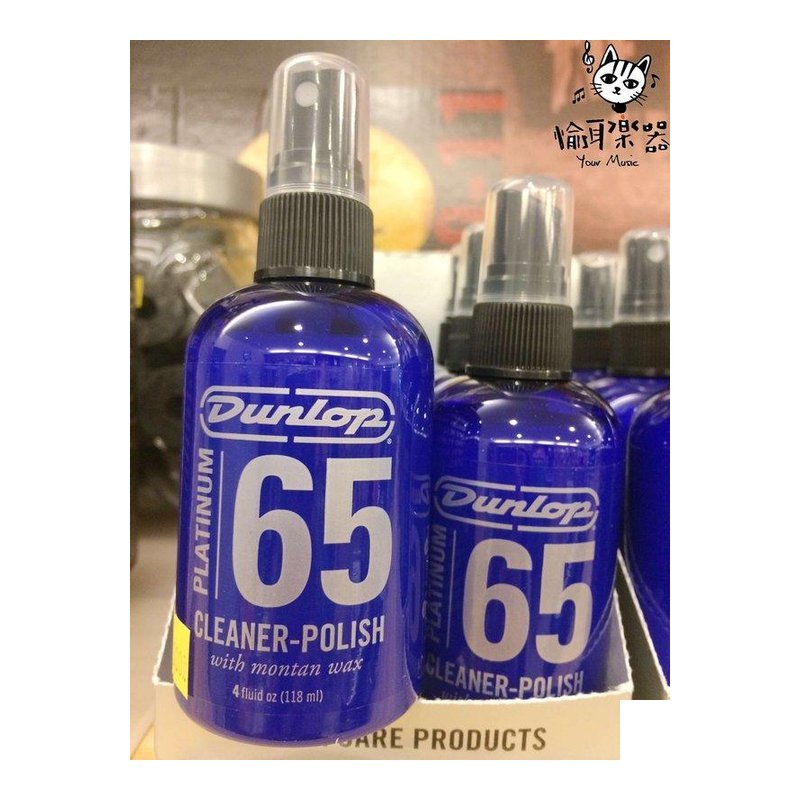 愉耳樂器
Your Music
Dunlop
PLATINUM
65
CLEANER-POLISH
with montan wax
4 fluid oz (118 ml)
Dunlop
PLATINUM
65
CLEANER-POLISH
CARE PRODUCTS